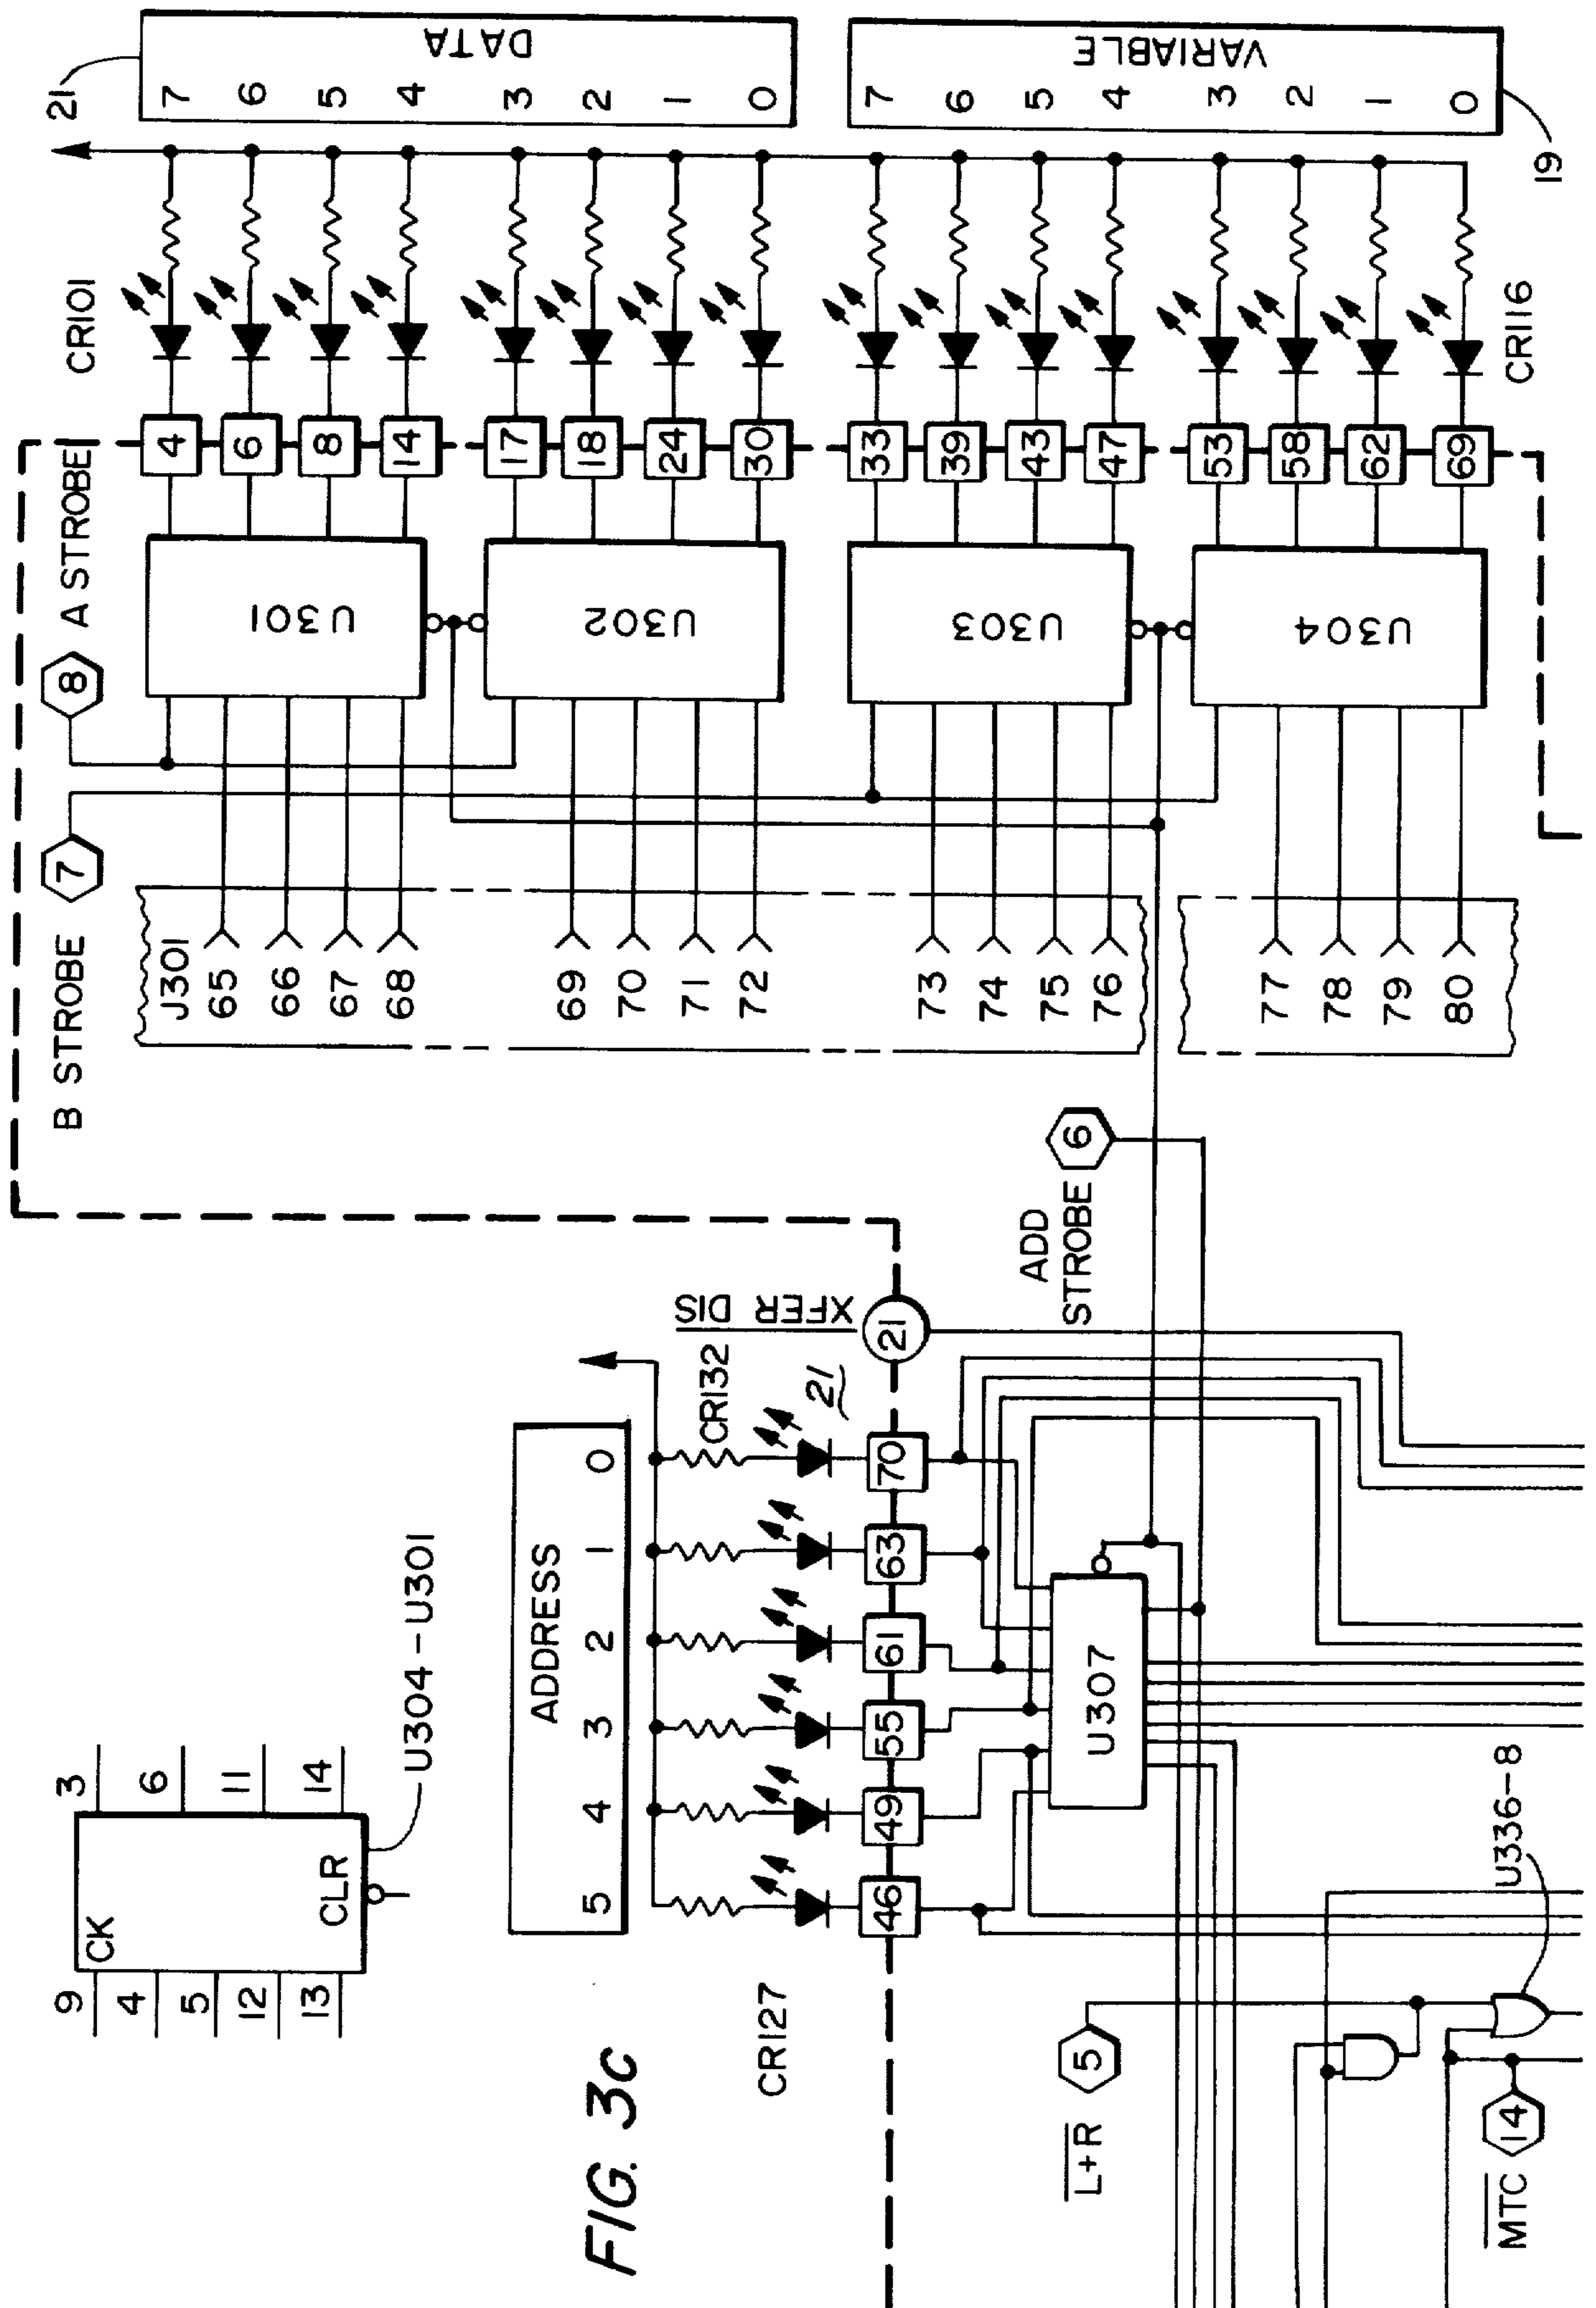 21
DATA
7 6 5 4 3 2 1 0
VARIABLE
7 6 5 4 3 2 1 0
19
CR101
CR116
4 6 8 14 17 18 24 30 33 39 43 47 53 58 62 69
8 A STROBE
U301
U302
U303
U304
B STROBE 7
J301
65 66 67 68 69 70 71 72 73 74 75 76 77 78 79 80
ADD
STROBE 6
XFER DIS
21
CR132
21
ADDRESS
5 4 3 2 1 0
46 49 55 61 63 70
CR127
U307
3 6 11 14
CK
CLR
9 4 5 12 13
U304-U301
FIG. 3c
L+R 5
MTC 14
U336-8